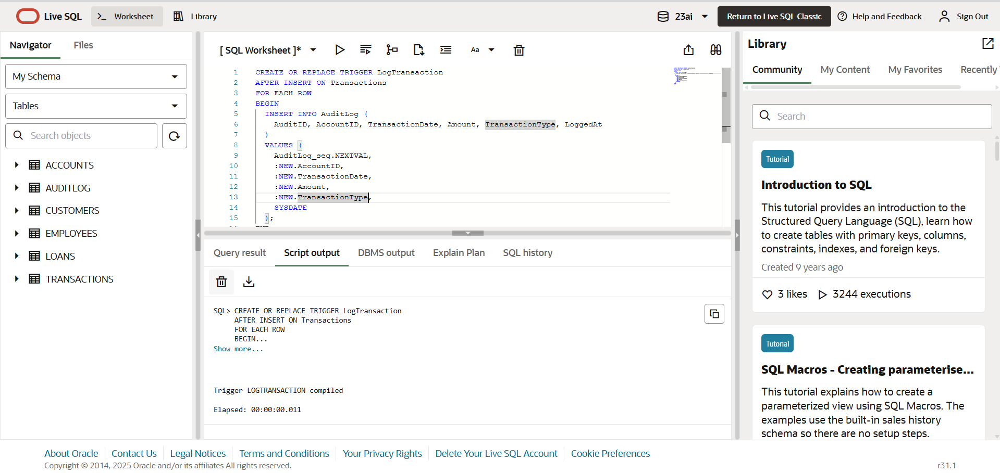 Live SQL
Worksheet
Library
23ai
Return to Live SQL Classic
Help and Feedback
Sign Out
Navigator
Files
My Schema
Tables
Search objects
ACCOUNTS
AUDITLOG
CUSTOMERS
EMPLOYEES
LOANS
TRANSACTIONS
[ SQL Worksheet ]*
Aa
1 CREATE OR REPLACE TRIGGER LogTransaction
2 AFTER INSERT ON Transactions
3 FOR EACH ROW
4 BEGIN
5 INSERT INTO AuditLog (
6 AuditID, AccountID, TransactionDate, Amount, TransactionType, LoggedAt
7 )
8 VALUES (
9 AuditLog_seq.NEXTVAL,
10 :NEW.AccountID,
11 :NEW.TransactionDate,
12 :NEW.Amount,
13 :NEW.TransactionType,
14 SYSDATE
15 );
Query result
Script output
DBMS output
Explain Plan
SQL history
SQL> CREATE OR REPLACE TRIGGER LogTransaction
AFTER INSERT ON Transactions
FOR EACH ROW
BEGIN...
Show more...
Trigger LOGTRANSACTION compiled
Elapsed: 00:00:00.011
Library
Community
My Content
My Favorites
Recently
Search
Tutorial
Introduction to SQL
This tutorial provides an introduction to the
Structured Query Language (SQL), learn how
to create tables with primary keys, columns,
constraints, indexes, and foreign keys.
Created 9 years ago
3 likes
3244 executions
Tutorial
SQL Macros - Creating parameterise...
This tutorial explains how to create a
parameterized view using SQL Macros. The
examples use the built-in sales history
schema so there are no setup steps.
About Oracle
Contact Us
Legal Notices
Terms and Conditions
Your Privacy Rights
Delete Your Live SQL Account
Cookie Preferences
Copyright © 2014, 2025 Oracle and/or its affiliates All rights reserved.
r31.1